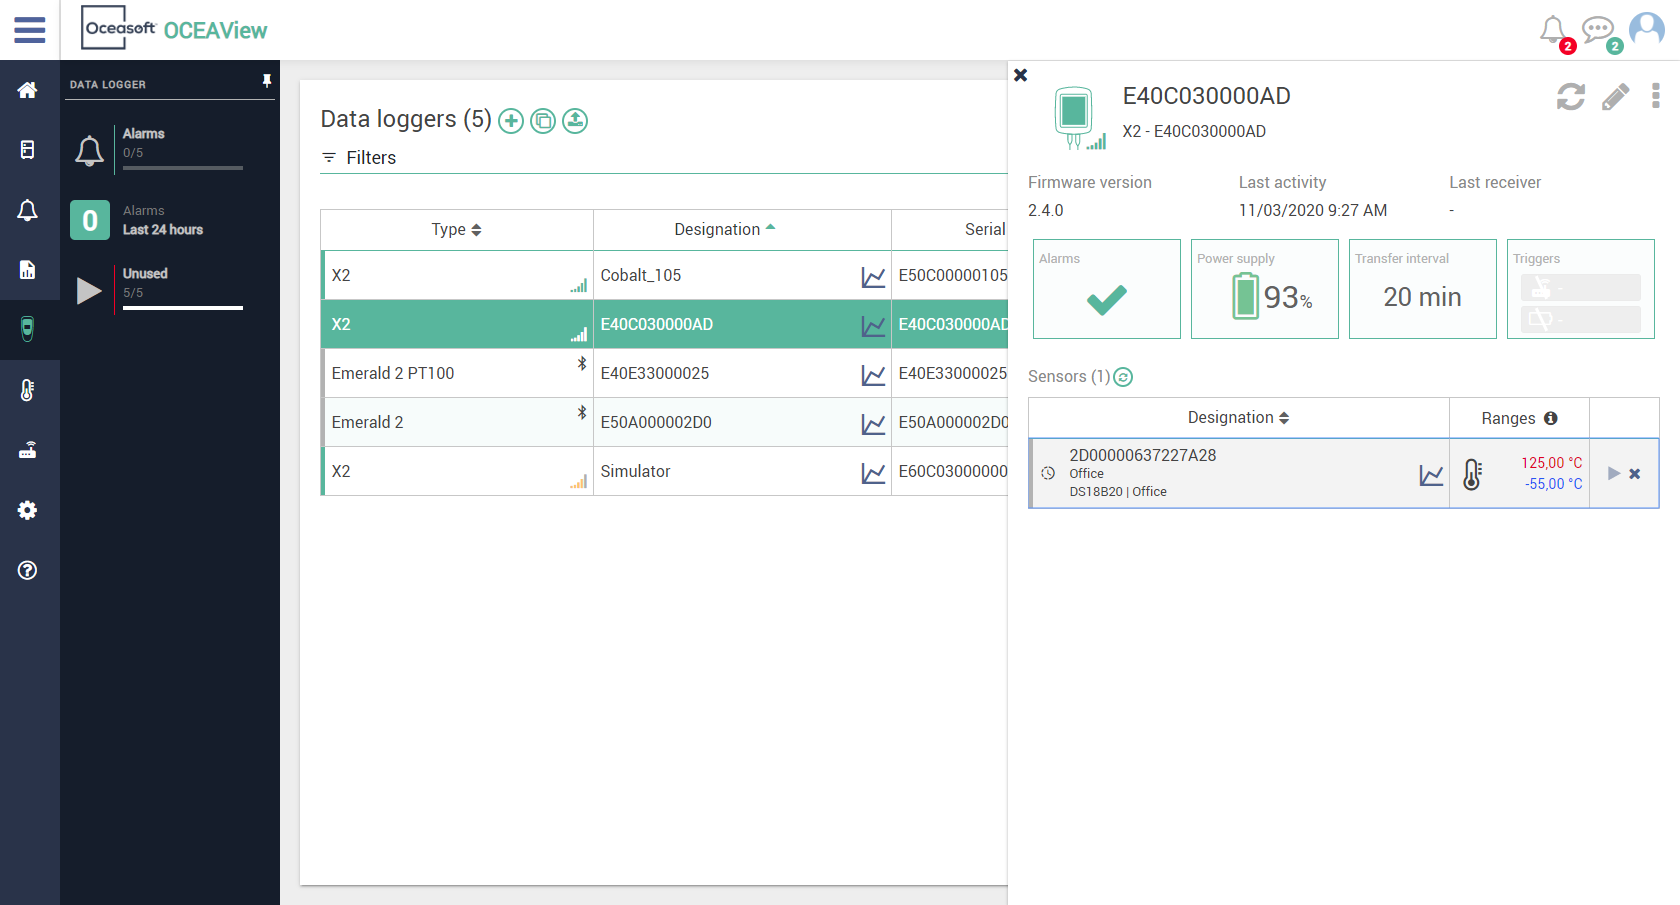 Oceasoft OCEAView
2
2
DATA LOGGER
Alarms
0/5
0
Alarms
Last 24 hours
Unused
5/5
Data loggers (5)
Filters
Type
Designation
Serial
X2
Cobalt_105
E50C00000105
X2
E40C030000AD
E40C030000AD
Emerald 2 PT100
E40E33000025
E40E33000025
Emerald 2
E50A000002D0
E50A000002D0
X2
Simulator
E60C03000000
E40C030000AD
X2 - E40C030000AD
Firmware version
Last activity
Last receiver
2.4.0
11/03/2020 9:27 AM
-
Alarms
Power supply
93%
Transfer interval
20 min
Triggers
-
-
Sensors (1)
Designation
Ranges
2D00000637227A28
Office
DS18B20 | Office
125,00 °C
-55,00 °C